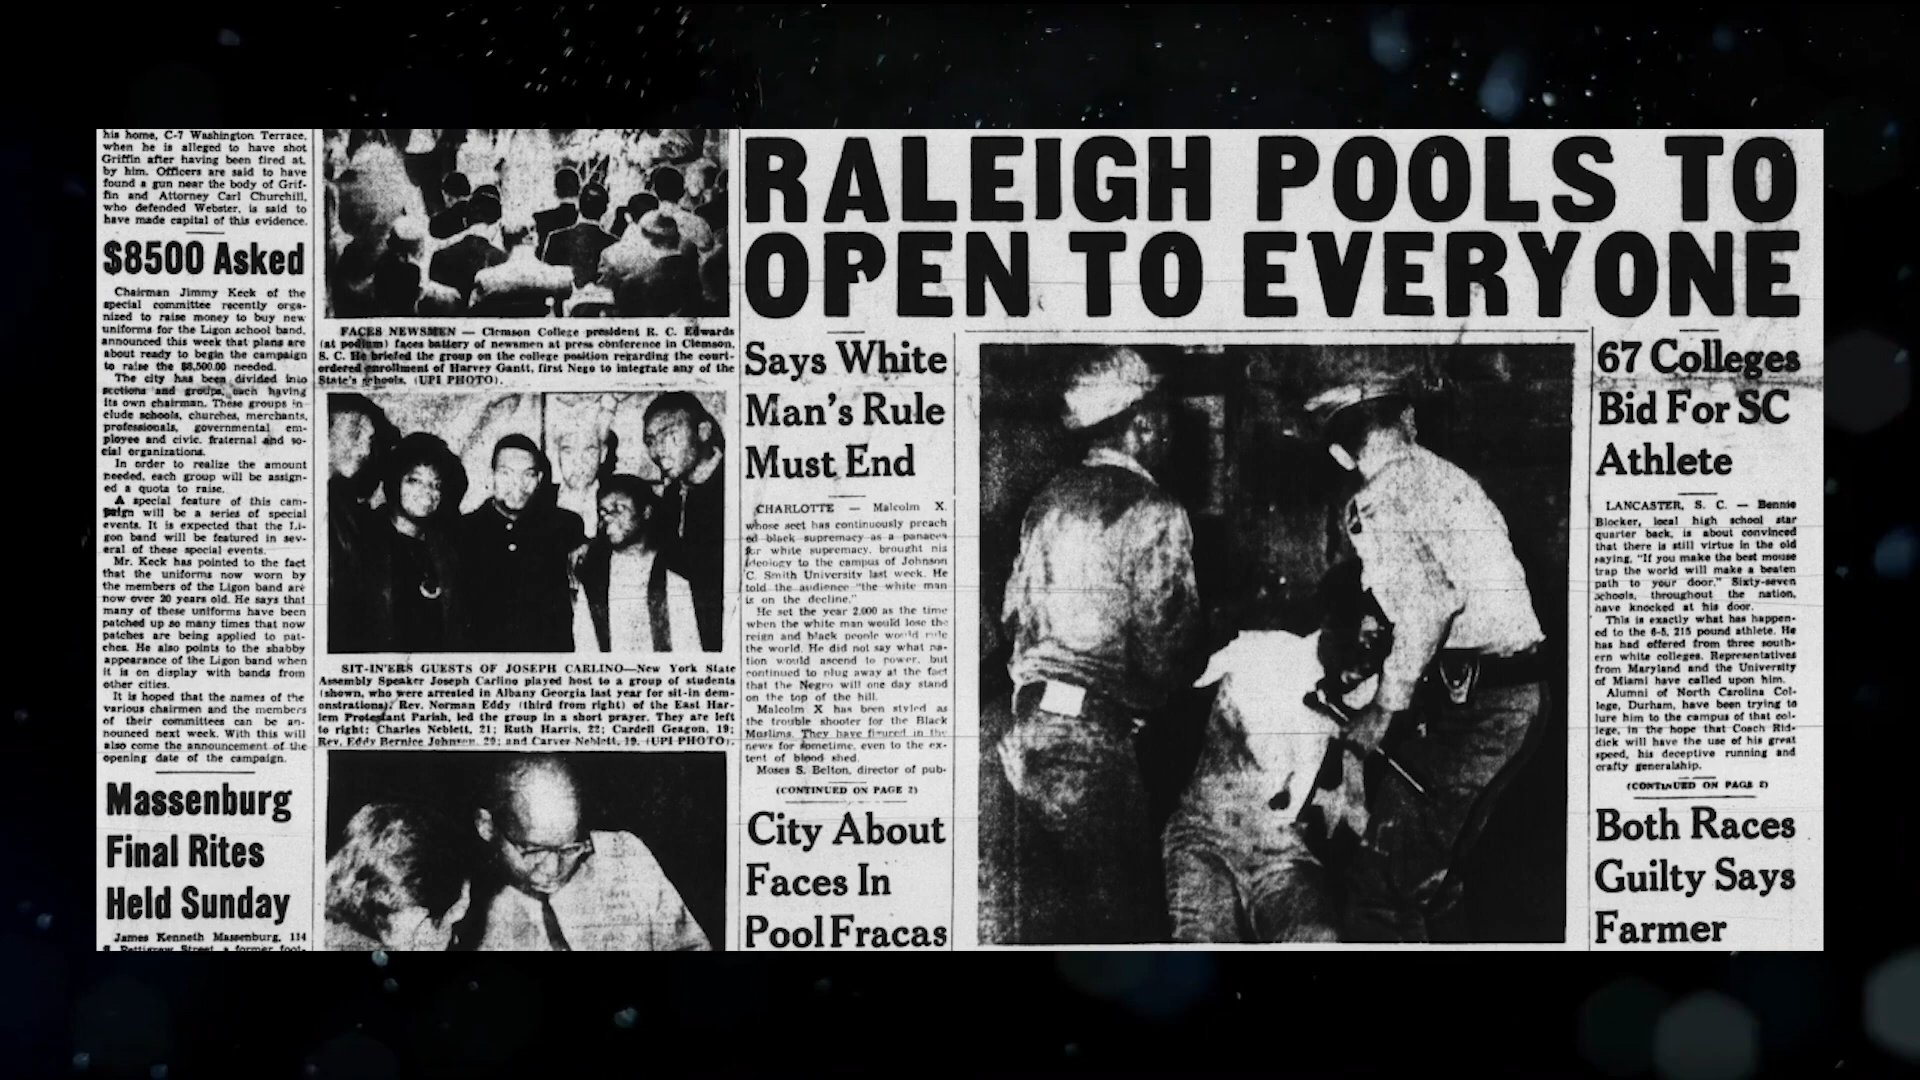 his home, C-7 Washington Terrace,
when he is alleged to have shot
Griffin after having been fired at,
by him. Officers are said to have
found a gun near the body of Grif-
fin and Attorney Carl Churchill,
who defended Webster, is said to
have made capital of this evidence.
$8500 Asked
Chairman Jimmy Keck of the
special committee recently orga-
nized to raise money to buy new
uniforms for the Ligon school band,
announced this week that plans are
about ready to begin the campaign
to raise the $8,500.00 needed.
The city has been divided into
sections and groups, each having
its own chairman. These groups in-
clude schools, churches, merchants,
professionals, governmental em-
ployee and civic, fraternal and so-
cial organizations.
In order to realize the amount
needed, each group will be assign-
ed a quota to raise.
A special feature of this cam-
paign will be a series of special
events. It is expected that the Li-
gon band will be featured in sev-
eral of these special events.
Mr. Keck has pointed to the fact
that the uniforms now worn by
the members of the Ligon band are
now over 20 years old. He says that
many of these uniforms have been
patched up so many times that now
patches are being applied to pat-
ches. He also points to the shabby
appearance of the Ligon band when
it is on display with bands from
other cities.
It is hoped that the names of the
various chairmen and the members
of their committees can be an-
nounced next week. With this will
also come the announcement of the
opening date of the campaign.
Massenburg
Final Rites
Held Sunday
James Kenneth Massenburg, 114
FACES NEWSMEN — Clemson College president R. C. Edwards
(at podium) faces battery of newsmen at press conference in Clemson,
S. C. He briefed the group on the college position regarding the court-
ordered enrollment of Harvey Gantt, first Nego to integrate any of the
State's schools. (UPI PHOTO).
SIT-IN'ERS GUESTS OF JOSEPH CARLINO—New York State
Assembly Speaker Joseph Carlino played host to a group of students
(shown, who were arrested in Albany Georgia last year for sit-in dem-
onstrations). Rev. Norman Eddy (third from right) of the East Har-
lem Protestant Parish, led the group in a short prayer. They are left
to right: Charles Neblett, 21; Ruth Harris, 22; Cardell Geagon, 19;
Rev. Eddy Bernice Johnson, 20; and Carver Neblett, 19. (UPI PHOTO).
RALEIGH POOLS TO
OPEN TO EVERYONE
Says White
Man's Rule
Must End
CHARLOTTE — Malcolm X.
whose sect has continuously preach
ed black supremacy as a panacea
for white supremacy, brought his
ideology to the campus of Johnson
C. Smith University last week. He
told the audience "the white man
is on the decline."
He set the year 2,000 as the time
when the white man would lose the
reign and black people would rule
the world. He did not say what na-
tion would ascend to power, but
continued to plug away at the fact
that the Negro will one day stand
on the top of the hill.
Malcolm X has been styled as
the trouble shooter for the Black
Muslims. They have figured in the
news for sometime, even to the ex-
tent of blood shed.
Moses S. Belton, director of pub-
(CONTINUED ON PAGE 2)
City About
Faces In
Pool Fracas
67 Colleges
Bid For SC
Athlete
LANCASTER, S. C. — Bennie
Blocker, local high school star
quarter back, is about convinced
that there is still virtue in the old
saying, "If you make the best mouse
trap the world will make a beaten
path to your door." Sixty-seven
schools, throughout the nation,
have knocked at his door.
This is exactly what has happen-
ed to the 6-5, 215 pound athlete. He
has had offered from three south-
ern white colleges. Representatives
from Maryland and the University
of Miami have called upon him.
Alumni of North Carolina Col-
lege, Durham, have been trying to
lure him to the campus of that col-
lege, in the hope that Coach Rid-
dick will have the use of his great
speed, his deceptive running and
crafty generalship.
(CONTINUED ON PAGE 2)
Both Races
Guilty Says
Farmer